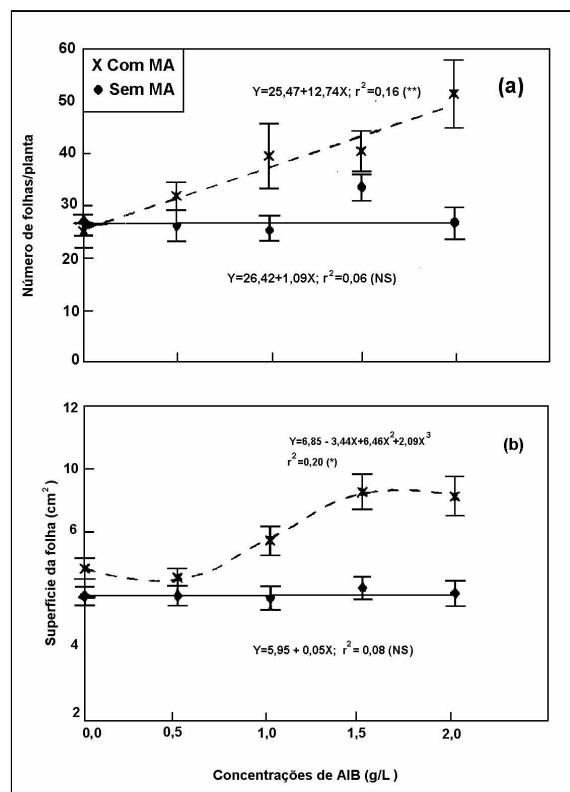 60
50
40
30
20
10
0
Número de folhas/planta
x Com MA
● Sem MA
(a)
Y=25,47+12,74X; r²=0,16 (**)
Y=26,42+1,09X; r²=0,06 (NS)
12
10
6
4
2
Superfície da folha (cm²)
(b)
Y=6,85 - 3,44X+6,46X²+2,09X³
r²=0,20 (*)
Y=5,95 + 0,05X; r² = 0,08 (NS)
0,0 0,5 1,0 1,5 2,0
Concentrações de AIB (g/L )